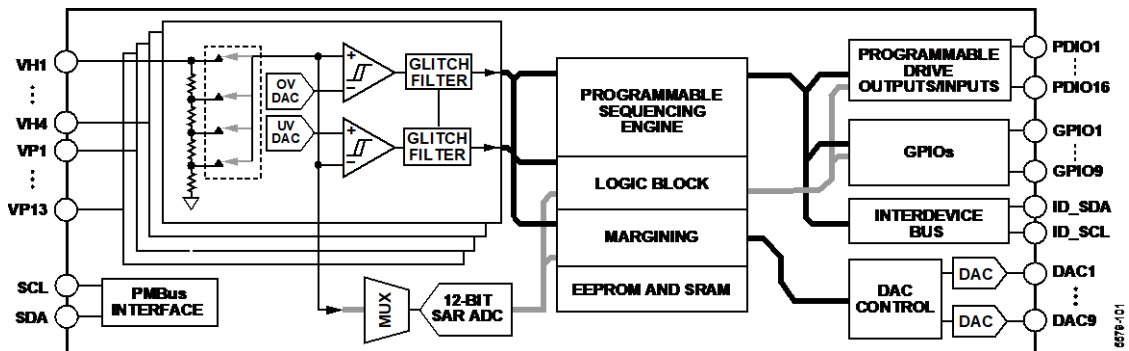 VH1
VH4
VP1
VP13
SCL
SDA
PMBus
INTERFACE
OV
DAC
UV
DAC
+
−
+
−
GLITCH
FILTER
GLITCH
FILTER
MUX
12-BIT
SAR ADC
PROGRAMMABLE
SEQUENCING
ENGINE
LOGIC BLOCK
MARGINING
EEPROM AND SRAM
PROGRAMMABLE
DRIVE
OUTPUTS/INPUTS
GPIOs
INTERDEVICE
BUS
DAC
CONTROL
DAC
DAC
PDIO1
PDIO16
GPIO1
GPIO9
ID_SDA
ID_SCL
DAC1
DAC9